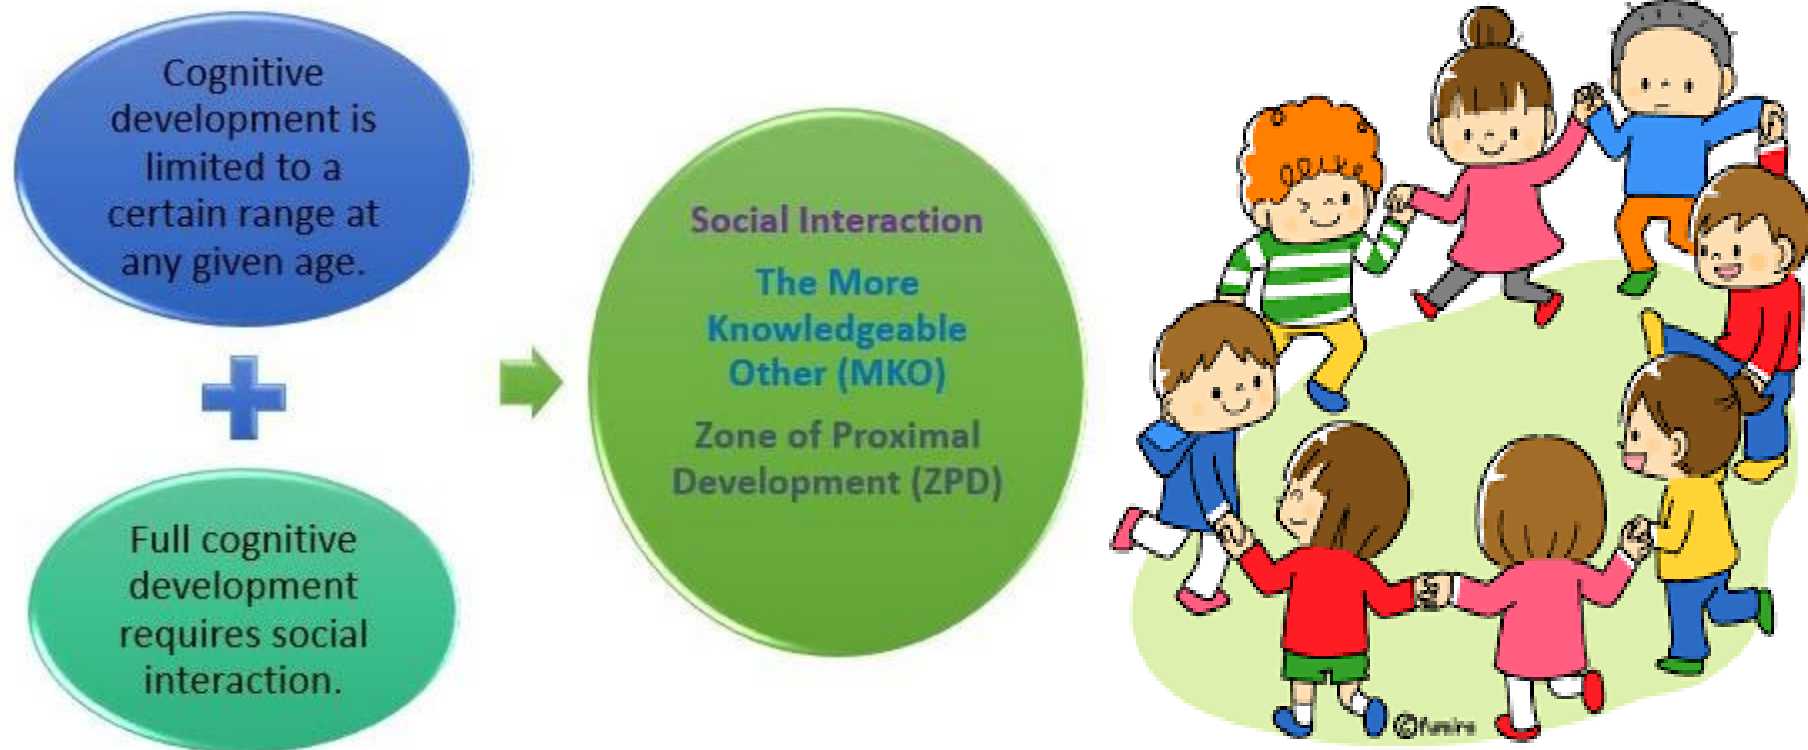 Cognitive
development is
limited to a
certain range at
any given age.
Full cognitive
development
requires social
interaction.
Social Interaction
The More
Knowledgeable
Other (MKO)
Zone of Proximal
Development (ZPD)
©fumira